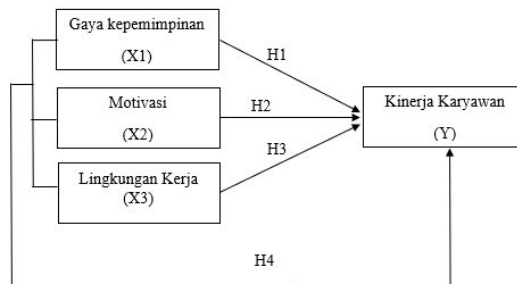 Gaya kepemimpinan
(X1)
H1
Motivasi
(X2)
H2
Kinerja Karyawan
(Y)
H3
Lingkungan Kerja
(X3)
H4